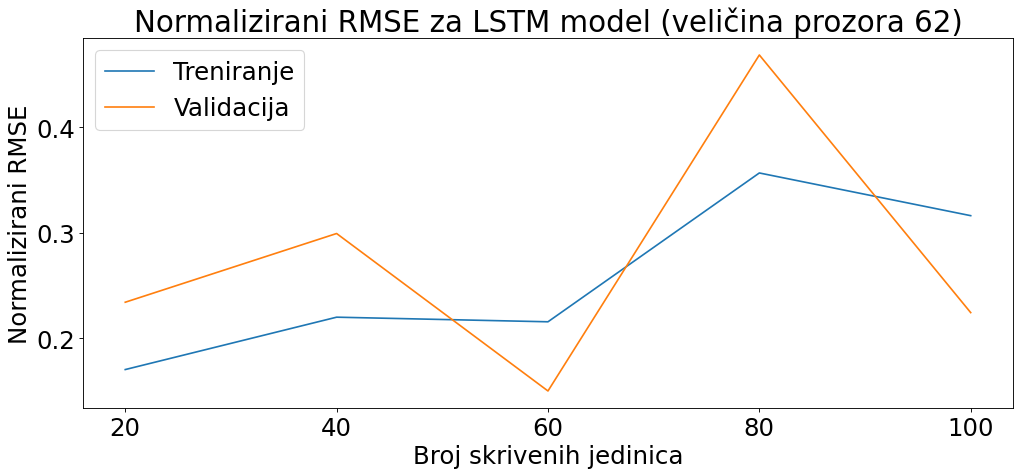 Normalizirani RMSE za LSTM model (veličina prozora 62)
Treniranje
Validacija
Normalizirani RMSE
0.4
0.3
0.2
20 40 60 80 100
Broj skrivenih jedinica